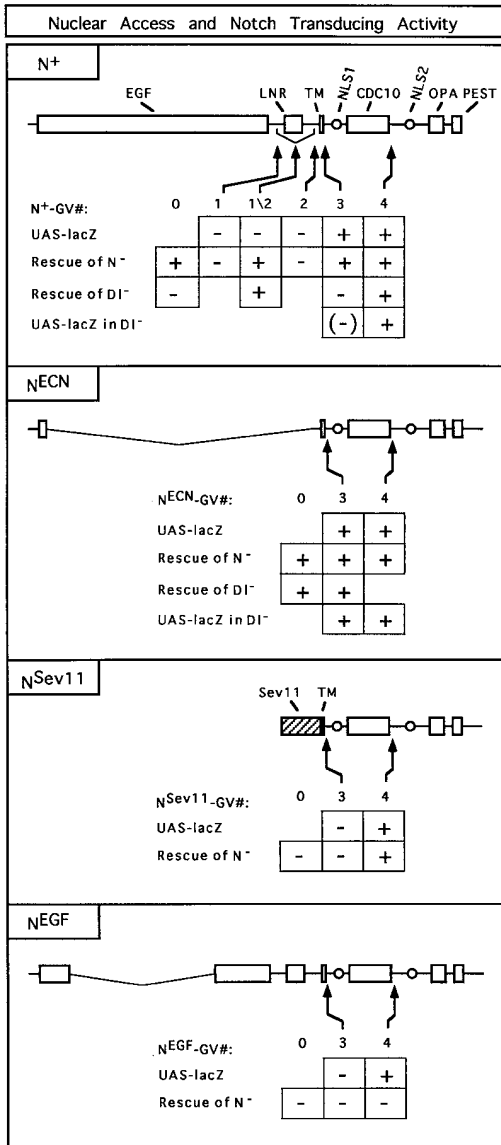 Nuclear Access and Notch Transducing Activity
N+
EGF LNR TM NLS1 CDC10 NLS2 OPA PEST
N+-GV#: 0 1 1\2 2 3 4
UAS-lacZ - - - + +
Rescue of N- + - + - + +
Rescue of Dl- - + - +
UAS-lacZ in Dl- (-) +
NECN
NECN-GV#: 0 3 4
UAS-lacZ + +
Rescue of N- + + +
Rescue of Dl- + +
UAS-lacZ in Dl- + +
NSev11
Sev11 TM
NSev11-GV#: 0 3 4
UAS-lacZ - +
Rescue of N- - - +
NEGF
NEGF-GV#: 0 3 4
UAS-lacZ - +
Rescue of N- - - -